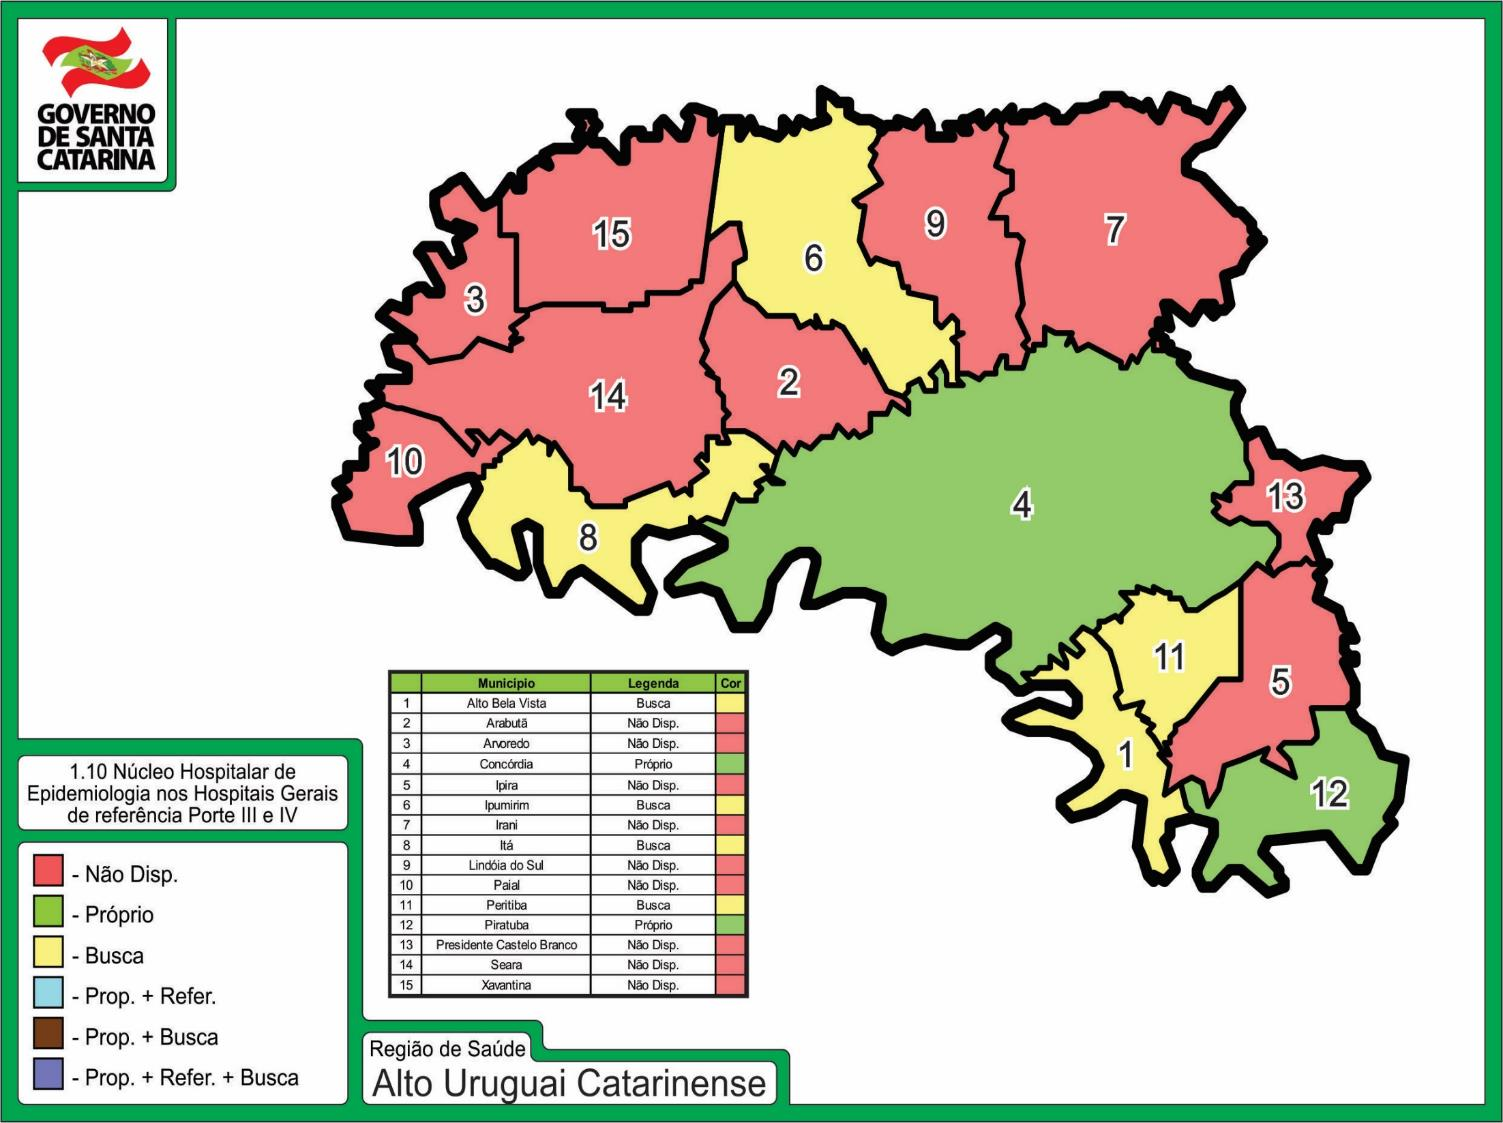 GOVERNO
DE SANTA
CATARINA
15
6
9
7
3
14
2
10
8
4
13
11
5
1
12
Município Legenda Cor
1 Alto Bela Vista Busca
2 Arabutã Não Disp.
3 Arvoredo Não Disp.
4 Concórdia Próprio
5 Ipira Não Disp.
6 Ipumirim Busca
7 Irani Não Disp.
8 Itá Busca
9 Lindóia do Sul Não Disp.
10 Paial Não Disp.
11 Peritiba Busca
12 Piratuba Próprio
13 Presidente Castelo Branco Não Disp.
14 Seara Não Disp.
15 Xavantina Não Disp.
1.10 Núcleo Hospitalar de
Epidemiologia nos Hospitais Gerais
de referência Porte III e IV
- Não Disp.
- Próprio
- Busca
- Prop. + Refer.
- Prop. + Busca
- Prop. + Refer. + Busca
Região de Saúde
Alto Uruguai Catarinense